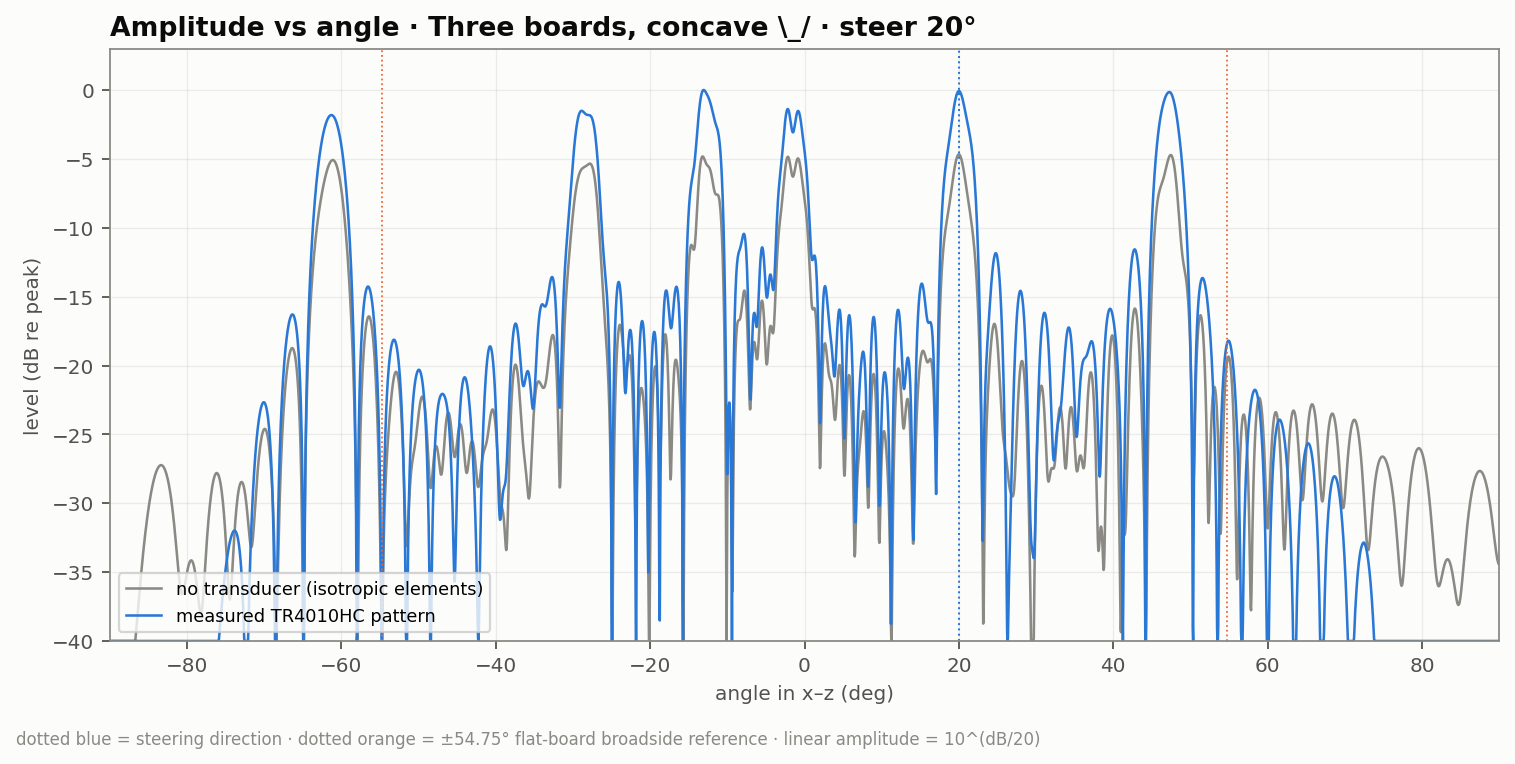 Amplitude vs angle · Three boards, concave \_/ · steer 20°
level (dB re peak)
0
−5
−10
−15
−20
−25
−30
−35
−40
no transducer (isotropic elements)
measured TR4010HC pattern
−80 −60 −40 −20 0 20 40 60 80
angle in x–z (deg)
dotted blue = steering direction · dotted orange = ±54.75° flat-board broadside reference · linear amplitude = 10^(dB/20)